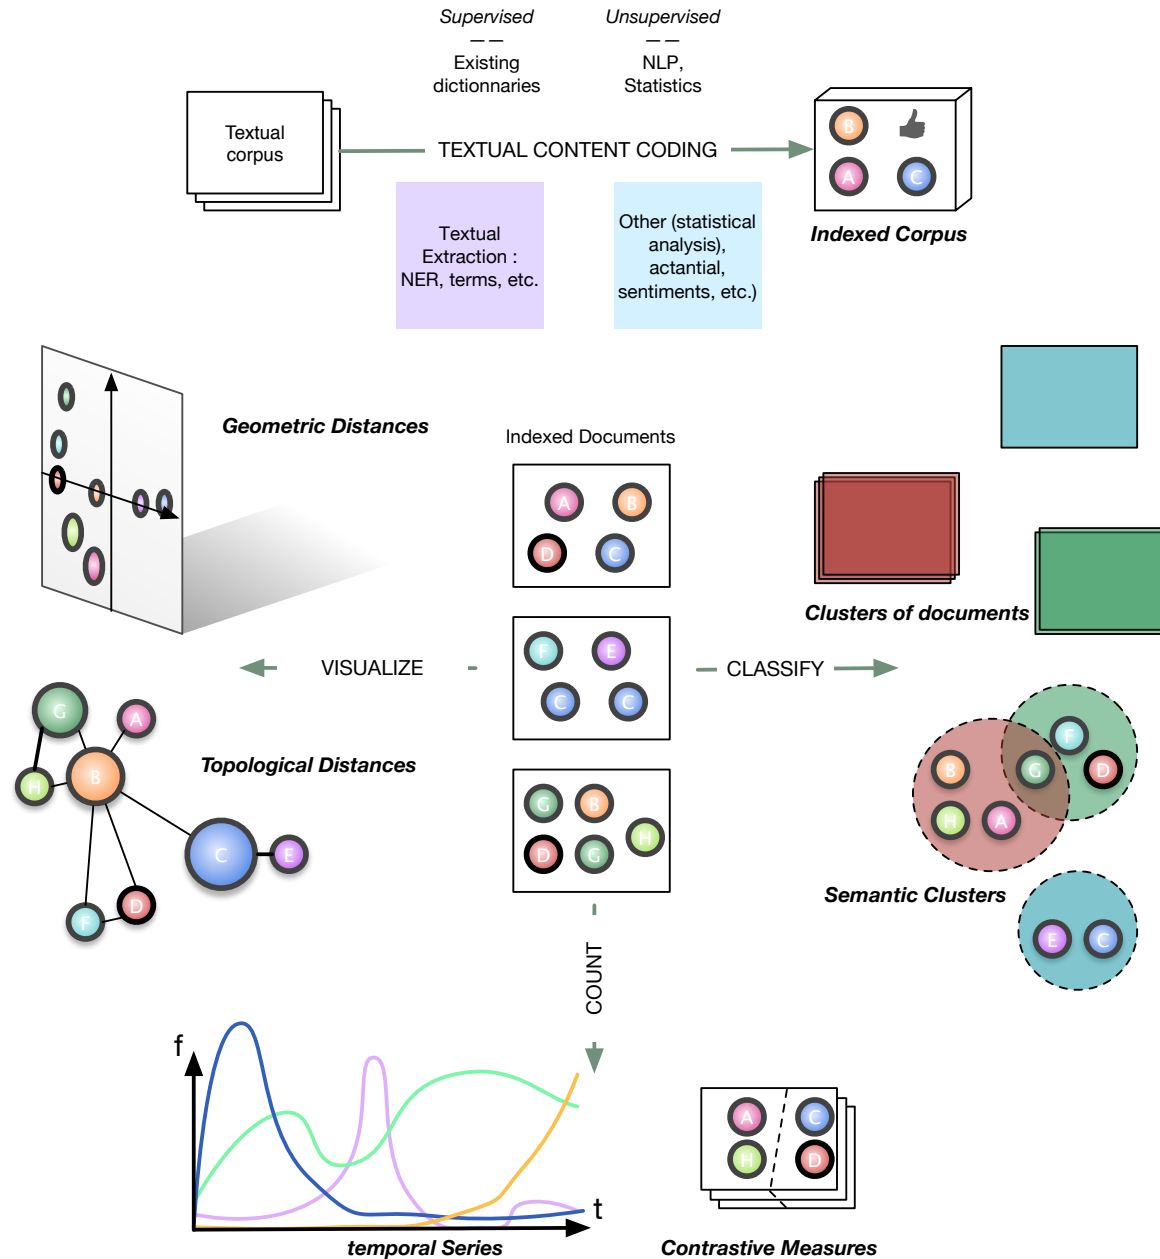 Supervised
— —
Existing
dictionnaries
Unsupervised
— —
NLP,
Statistics
Textual
corpus
TEXTUAL CONTENT CODING
B
A
C
Indexed Corpus
Textual
Extraction :
NER, terms, etc.
Other (statistical
analysis),
actantial,
sentiments, etc.)
Geometric Distances
Indexed Documents
A
B
D
C
Clusters of documents
F
E
C
C
VISUALIZE
CLASSIFY
G
A
B
H
C
E
F
D
Topological Distances
G
B
H
D
G
F
B
G
D
H
A
Semantic Clusters
E
C
COUNT
f
t
temporal Series
A
C
H
D
Contrastive Measures